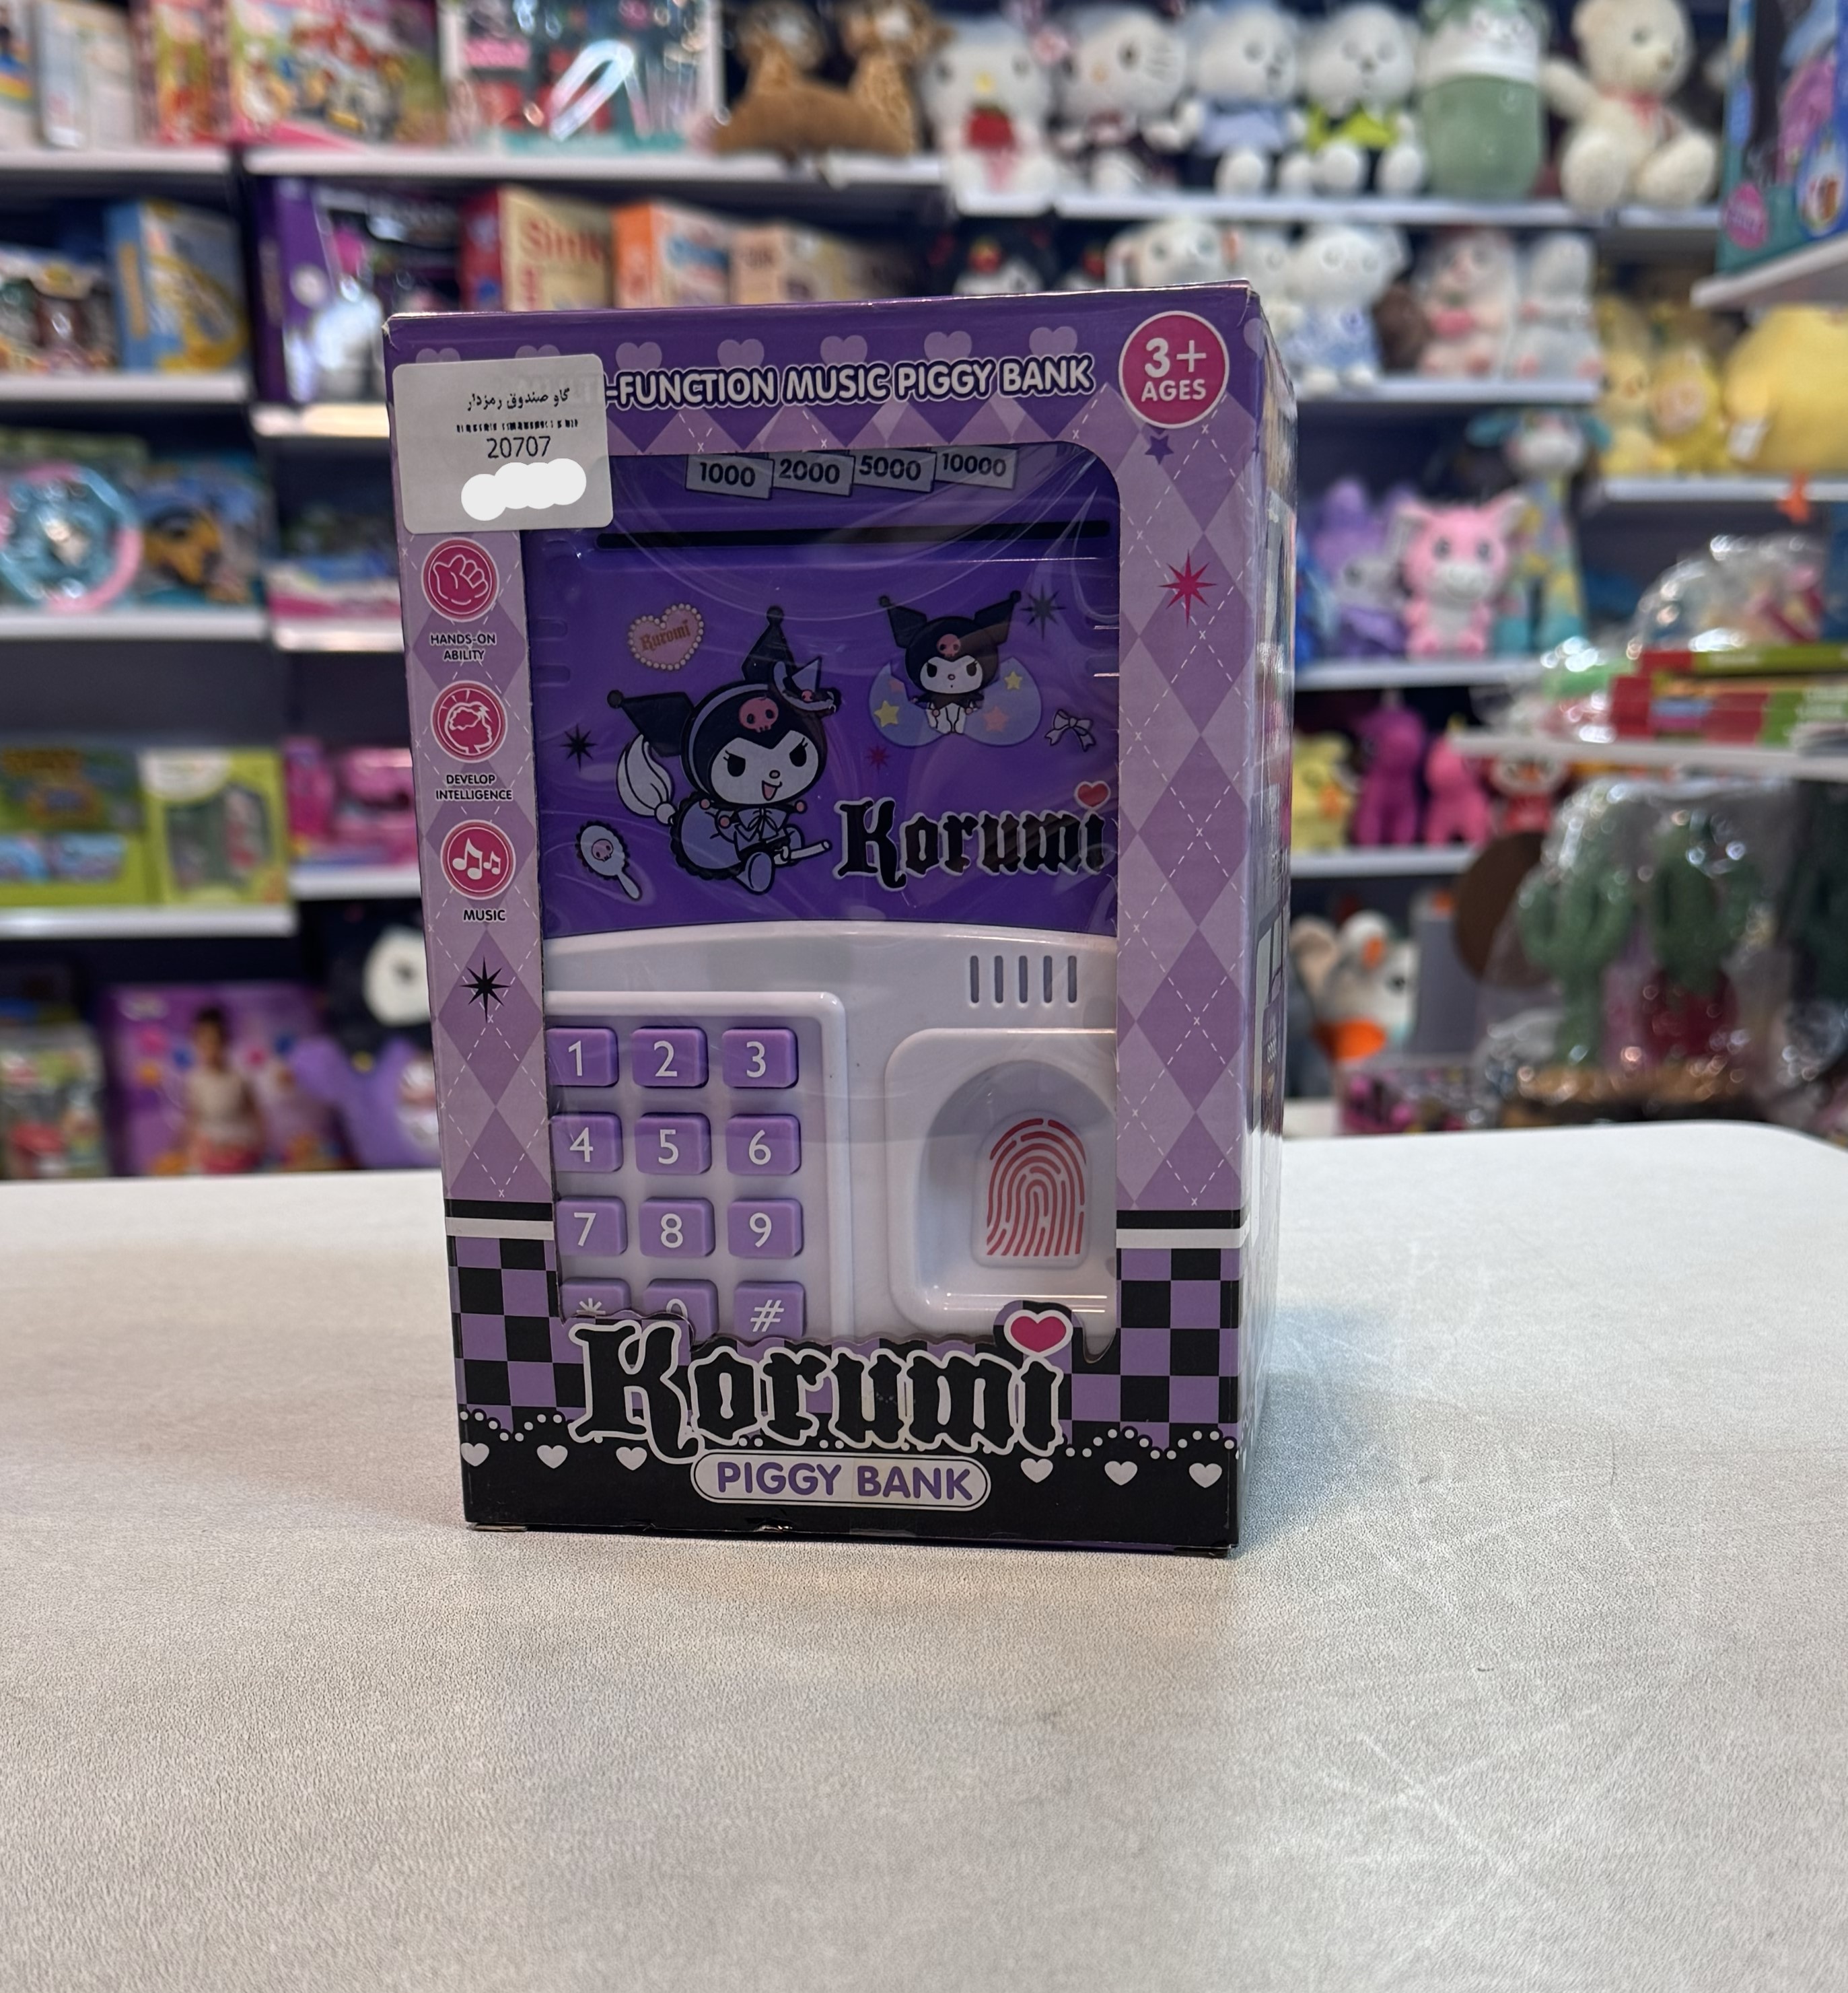 گاو صندوق رمزدار
20707
-FUNCTION MUSIC PIGGY BANK
3+
AGES
1000 2000 5000 10000
HANDS-ON
ABILITY
Kuromi
DEVELOP
INTELLIGENCE
Korumi
MUSIC
1 2 3
4 5 6
7 8 9
* 0 #
Korumi
PIGGY BANK